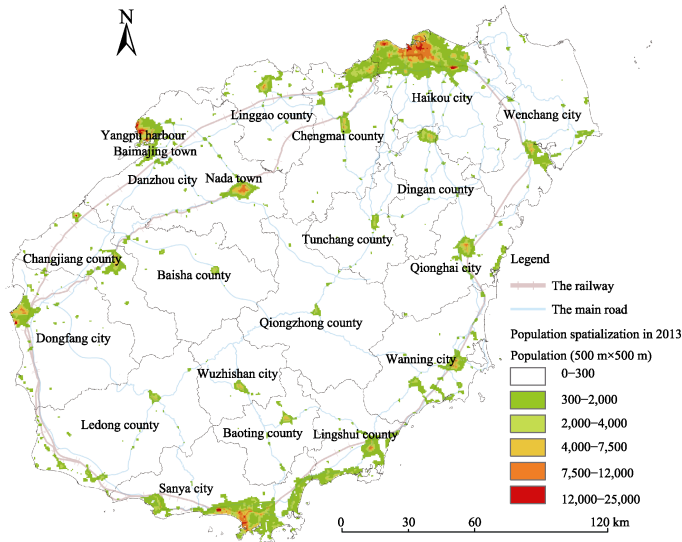 N
Haikou city
Linggao county
Wenchang city
Yangpu harbour
Chengmai county
Baimajing town
Danzhou city
Nada town
Dingan county
Tunchang county
Changjiang county
Baisha county
Qionghai city
Legend
The railway
The main road
Qiongzhong county
Dongfang city
Population spatialization in 2013
Wanning city
Population (500 m×500 m)
Wuzhishan city
0−300
300−2,000
Ledong county
2,000−4,000
Baoting county
Lingshui county
4,000−7,500
7,500−12,000
Sanya city
12,000−25,000
0 30 60 120 km